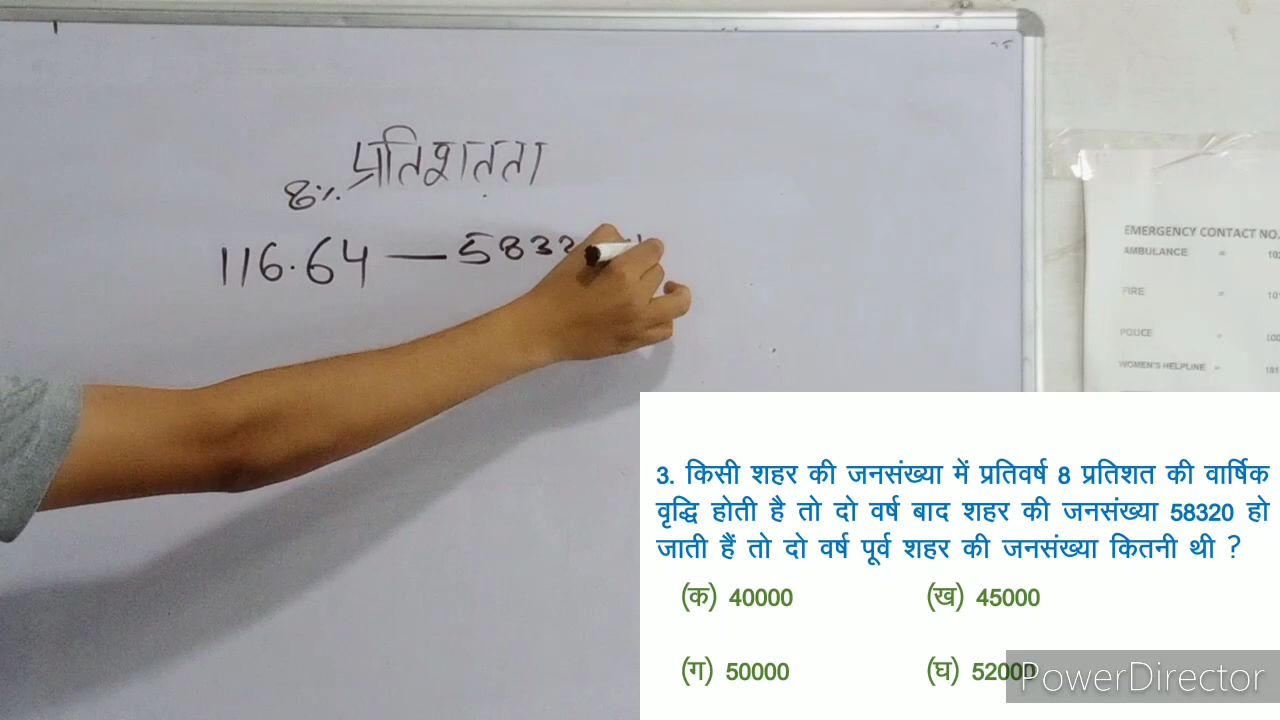 प्रतिशतता
8%
116.64 — 5832
EMERGENCY CONTACT NO.
AMBULANCE =
FIRE =
POLICE =
WOMEN'S HELPLINE =
3. किसी शहर की जनसंख्या में प्रतिवर्ष 8 प्रतिशत की वार्षिक
वृद्धि होती है तो दो वर्ष बाद शहर की जनसंख्या 58320 हो
जाती हैं तो दो वर्ष पूर्व शहर की जनसंख्या कितनी थी ?
(क) 40000 (ख) 45000
(ग) 50000 (घ) 52000
PowerDirector